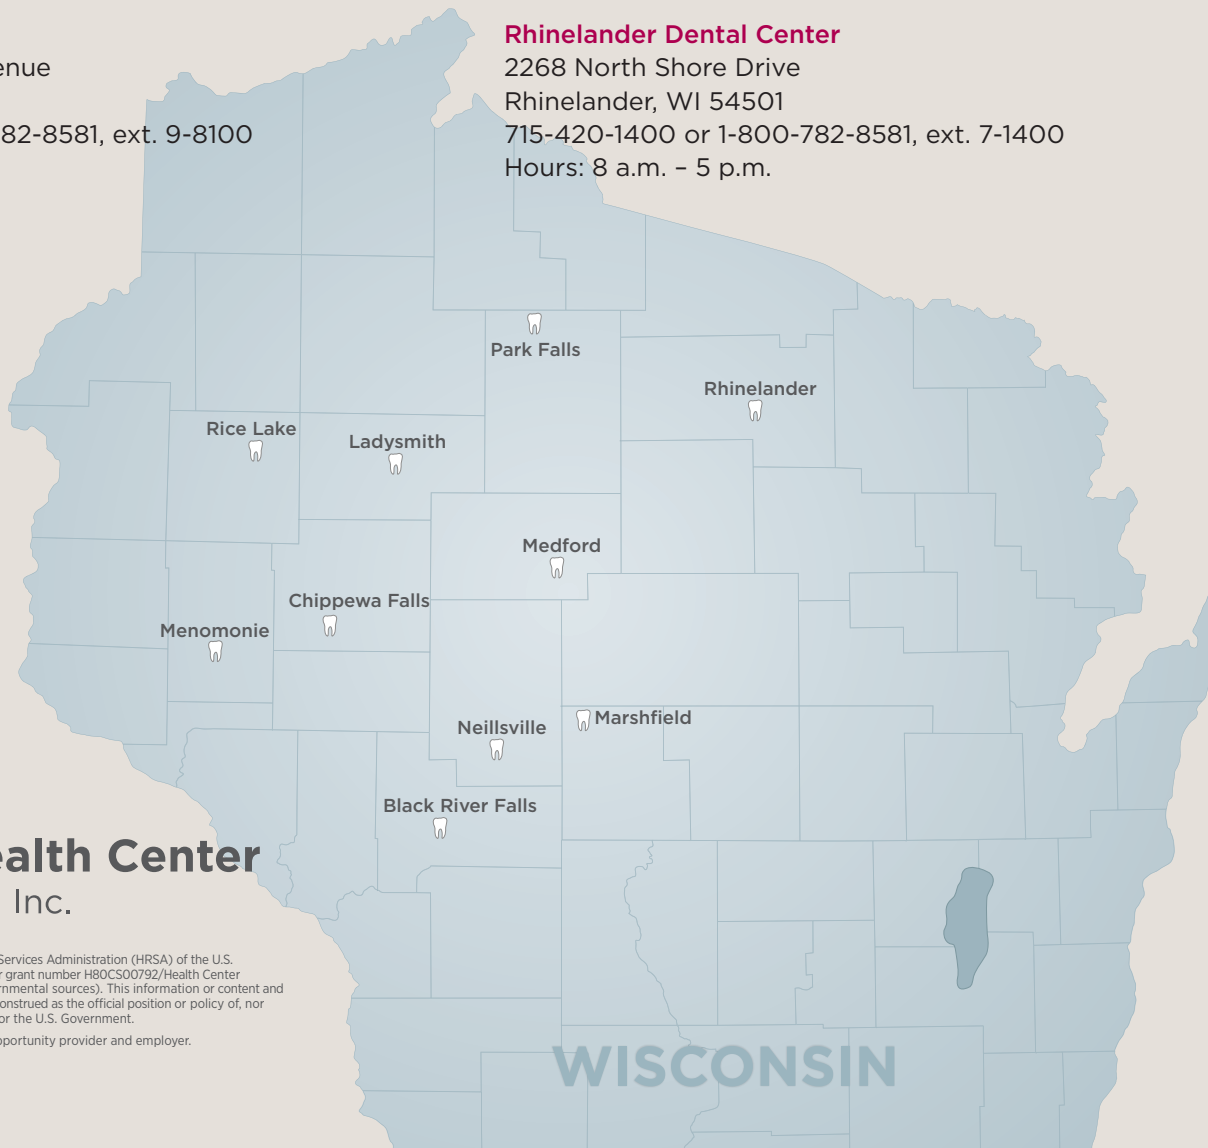 enue
82-8581, ext. 9-8100
Rhinelander Dental Center
2268 North Shore Drive
Rhinelander, WI 54501
715-420-1400 or 1-800-782-8581, ext. 7-1400
Hours: 8 a.m. – 5 p.m.
Park Falls
Rhinelander
Rice Lake
Ladysmith
Medford
Chippewa Falls
Menomonie
Neillsville
Marshfield
Black River Falls
ealth Center
Inc.
Services Administration (HRSA) of the U.S.
r grant number H80CS00792/Health Center
rnmental sources). This information or content and
onstrued as the official position or policy of, nor
or the U.S. Government.
pportunity provider and employer.
WISCONSIN